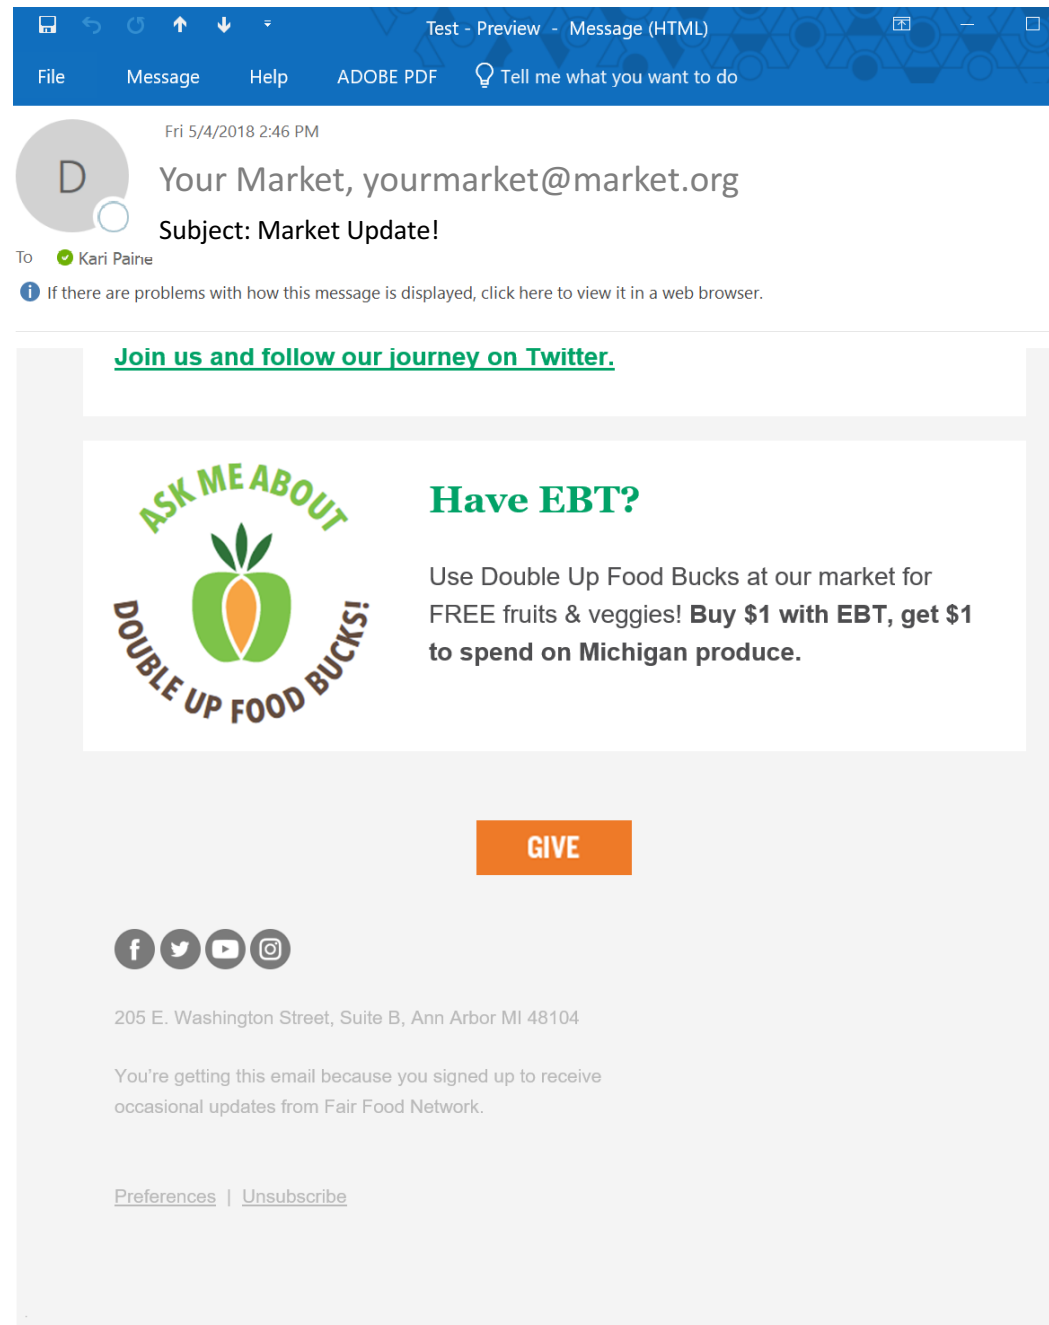 Test - Preview - Message (HTML)
File Message Help ADOBE PDF Tell me what you want to do
Fri 5/4/2018 2:46 PM
D
Your Market, yourmarket@market.org
Subject: Market Update!
To Kari Paine
If there are problems with how this message is displayed, click here to view it in a web browser.
Join us and follow our journey on Twitter.
ASK ME ABOUT
DOUBLE UP FOOD BUCKS!
Have EBT?
Use Double Up Food Bucks at our market for
FREE fruits & veggies! Buy $1 with EBT, get $1
to spend on Michigan produce.
GIVE
205 E. Washington Street, Suite B, Ann Arbor MI 48104
You're getting this email because you signed up to receive
occasional updates from Fair Food Network.
Preferences | Unsubscribe